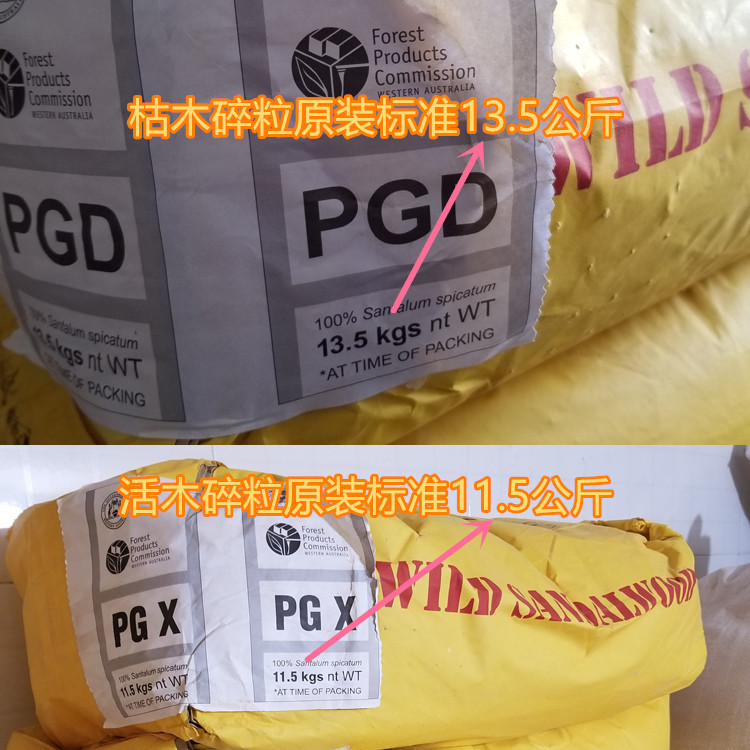 Forest
Products
Commission
WESTERN AUSTRALIA
Forest
Products
Commission
WESTERN AUSTRALIA
枯木碎粒原装标准13.5公斤
WILD S
PGD
PGD
100% Santalum spicatum
13.5 kgs nt WT
*AT TIME OF PACKING
100% Santalum spicatum
13.5 kgs nt WT
TIME OF PACKING
活木碎粒原装标准11.5公斤
Forest
Products
Commission
WESTERN AUSTRALIA
Forest
Products
Commission
WESTERN AUSTRALIA
WILD SANDALWOOD
PG X
PG X
100% Santalum spicatum
11.5 kgs nt WT
*AT TIME OF PACKING
100% Santalum spicatum
11.5 kgs nt WT
*AT TIME OF PACKING